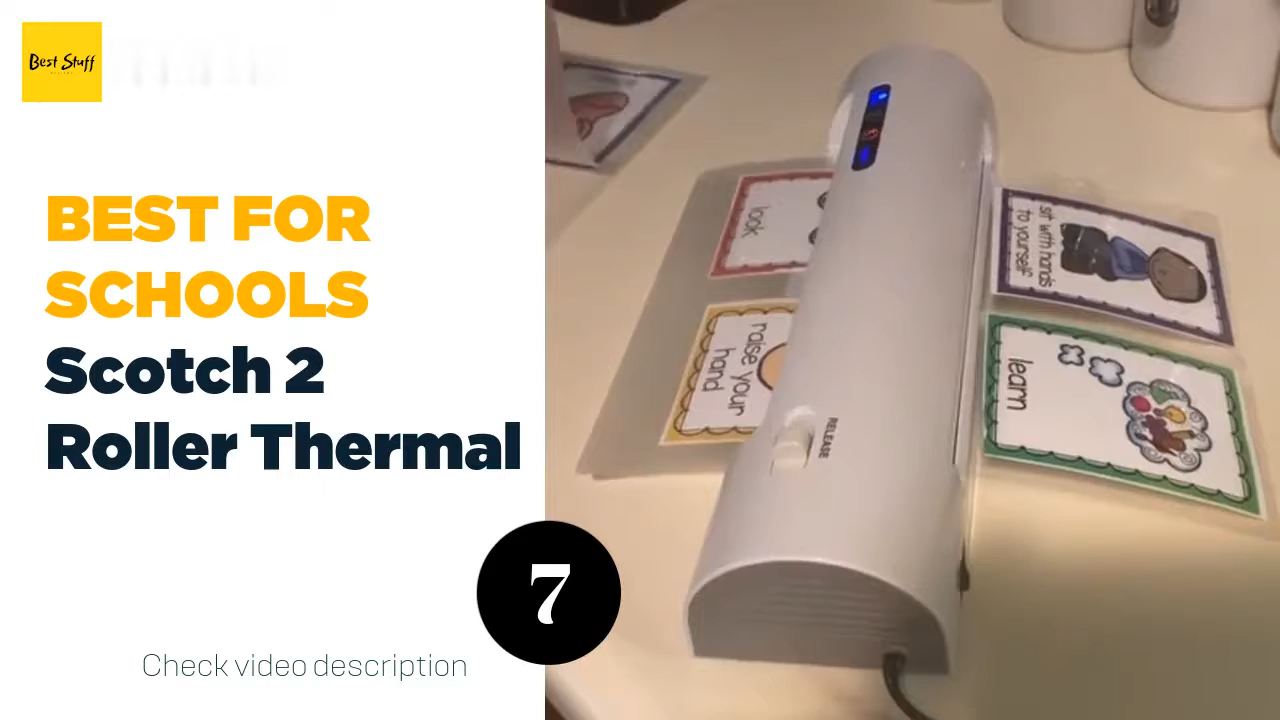 Best Stuff
BEST FOR
SCHOOLS
Scotch 2
Roller Thermal
7
Check video description
look
raise your
hand
RELEASE
sit with hands
to yourself
learn